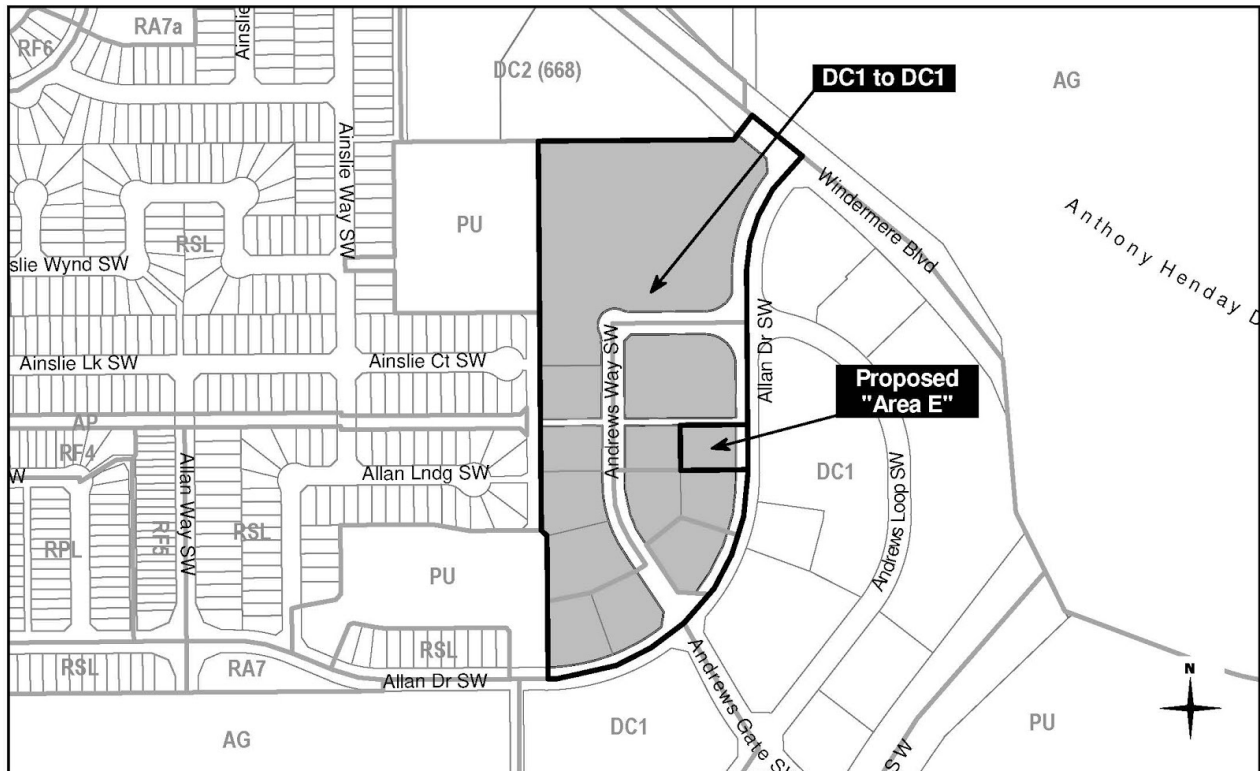 RA7a
RF6
Ainslie
DC2 (668)
DC1 to DC1
AG
Ainslie Way SW
PU
Windermere Blvd
Anthony Henday D
RSL
slie Wynd SW
Allan Dr SW
Ainslie Lk SW
Ainslie Ct SW
Andrews Way SW
Proposed
"Area E"
AP
RF4
W
Allan Way SW
Allan Lndg SW
DC1
Andrews Loop SW
RPL
RF5
RSL
PU
RSL
RA7
RSL
Allan Dr SW
Andrews Gate SW
N
AG
DC1
SW
PU